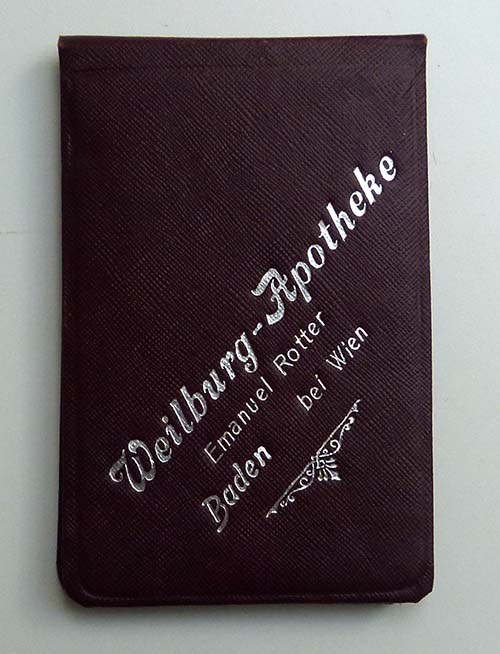 Weilburg-Apotheke
Emanuel Rotter
Baden bei Wien